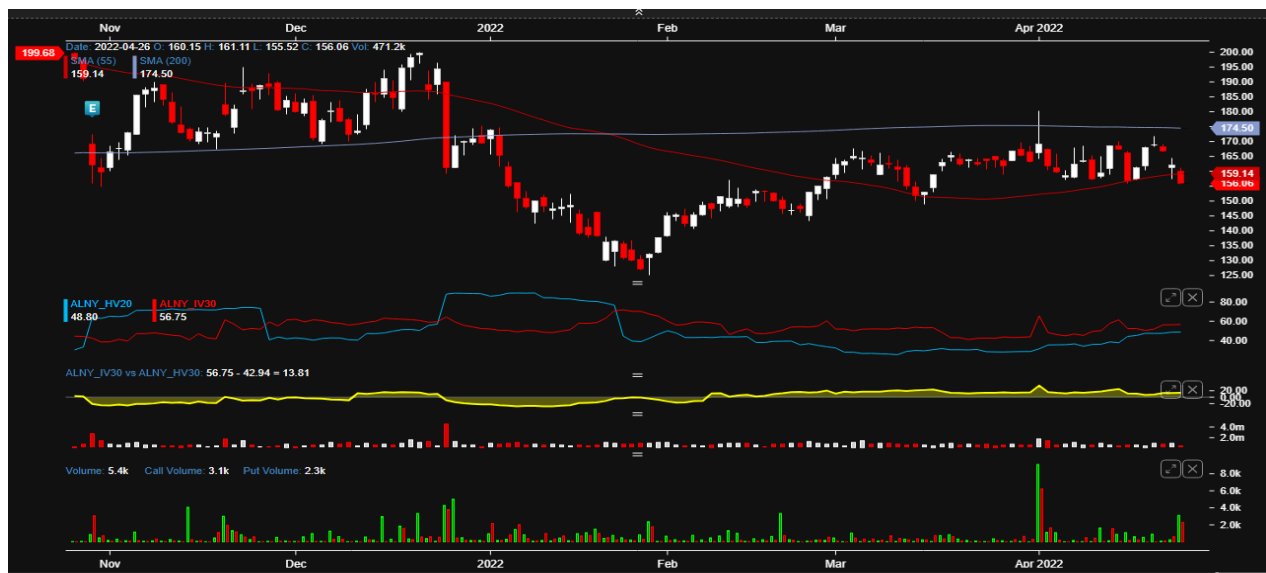 Nov Dec 2022 Feb Mar Apr 2022
Date: 2022-04-26 O: 160.15 H: 161.11 L: 155.52 C: 156.06 Vol: 471.2k
199.68
SMA (55) SMA (200)
159.14 174.50
E
200.00
195.00
190.00
185.00
180.00
174.50
170.00
165.00
159.14
156.06
150.00
145.00
140.00
135.00
130.00
125.00
ALNY_HV20 ALNY_IV30
48.80 56.75
80.00
60.00
40.00
ALNY_IV30 vs ALNY_HV30: 56.75 - 42.94 = 13.81
20.00
0.00
-20.00
4.0m
2.0m
Volume: 5.4k Call Volume: 3.1k Put Volume: 2.3k
8.0k
6.0k
4.0k
2.0k
Nov Dec 2022 Feb Mar Apr 2022